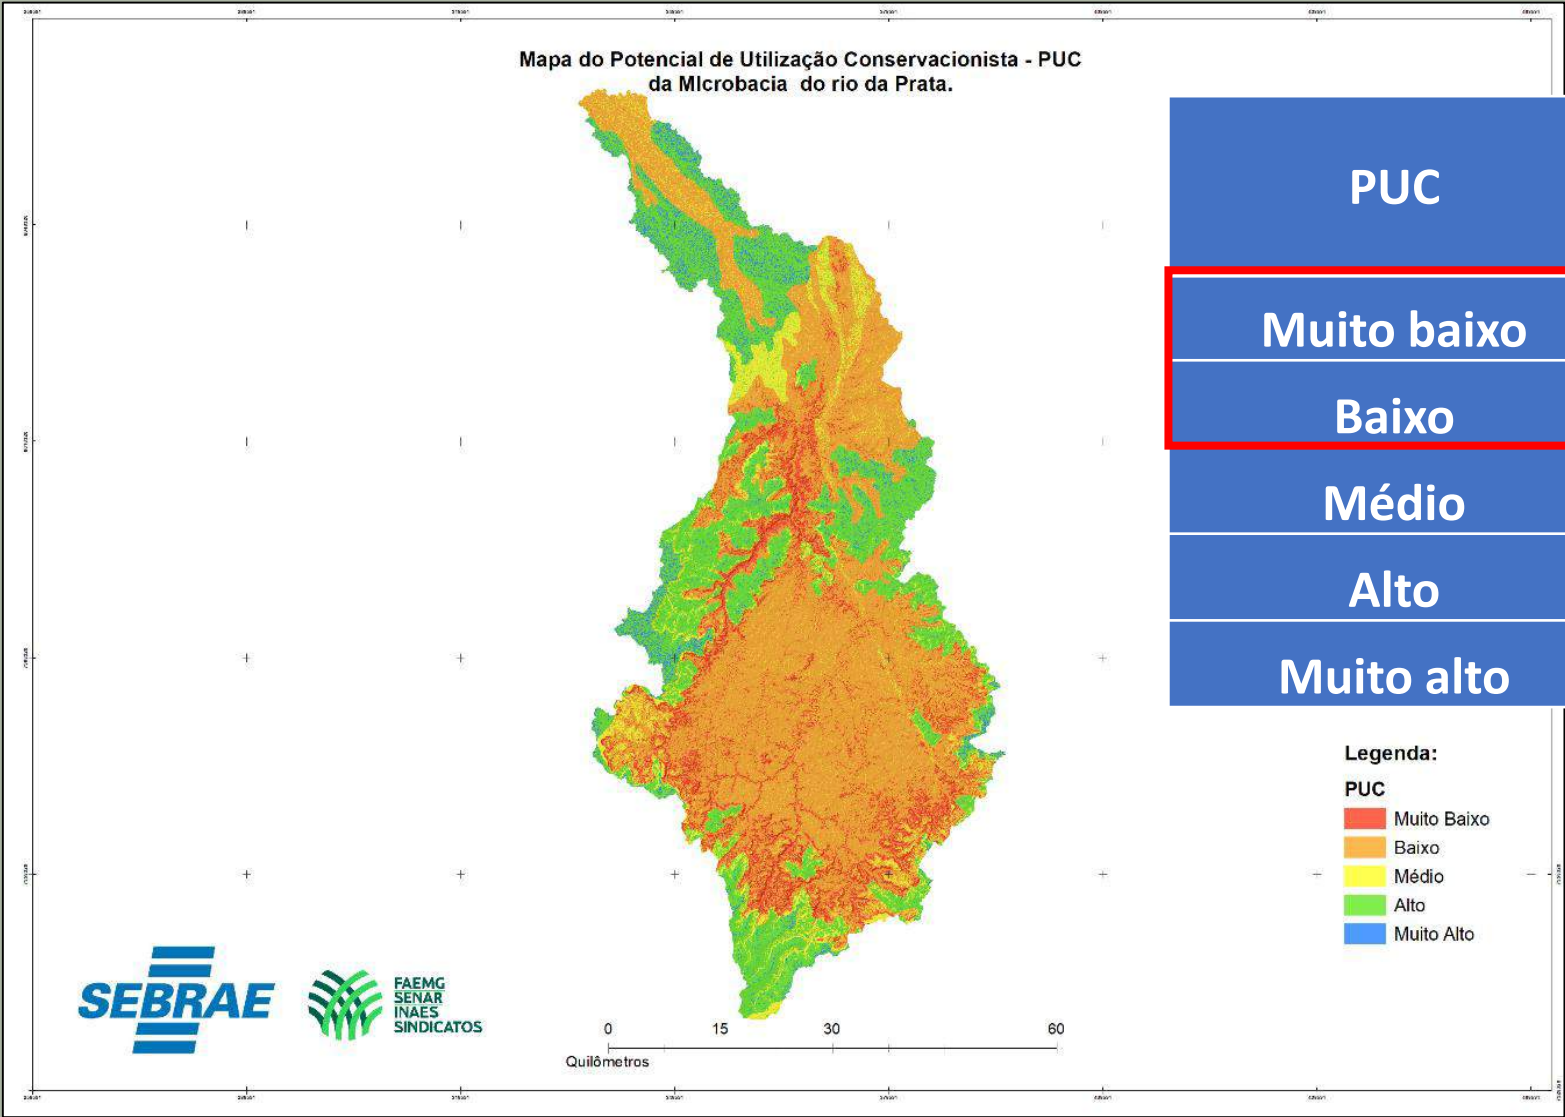 Mapa do Potencial de Utilização Conservacionista - PUC
da MIcrobacia do rio da Prata.
PUC
Muito baixo
Baixo
Médio
Alto
Muito alto
Legenda:
PUC
Muito Baixo
Baixo
Médio
Alto
Muito Alto
SEBRAE
FAEMG
SENAR
INAES
SINDICATOS
0 15 30 60
Quilômetros